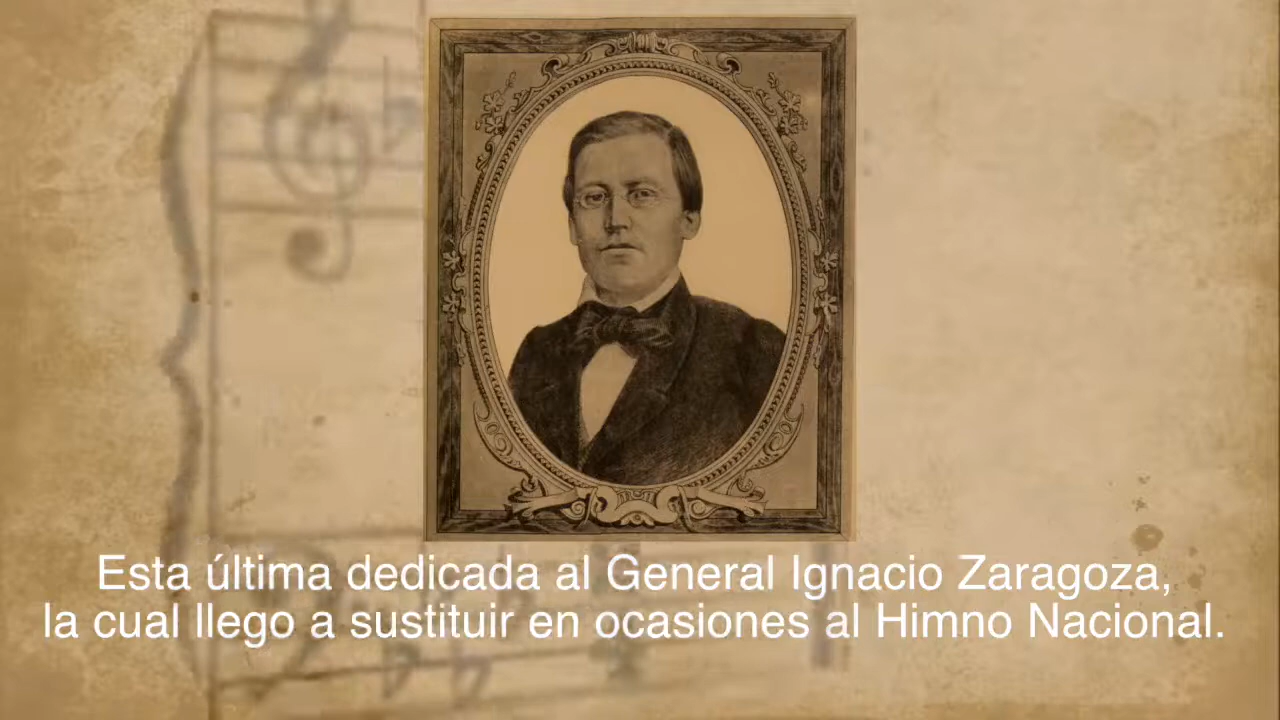 Esta última dedicada al General Ignacio Zaragoza,
la cual llego a sustituir en ocasiones al Himno Nacional.